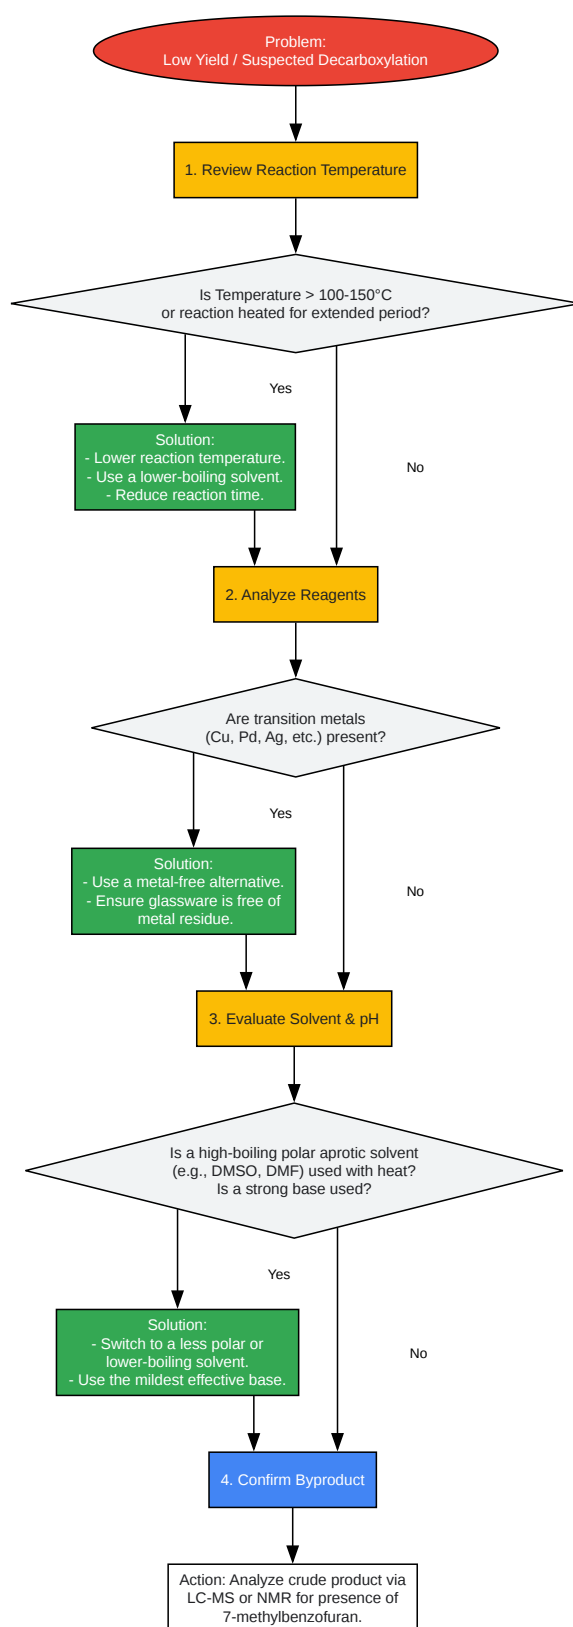 Problem:
Low Yield / Suspected Decarboxylation
1. Review Reaction Temperature
Is Temperature > 100-150°C
or reaction heated for extended period?
Yes
Solution:
- Lower reaction temperature.
- Use a lower-boiling solvent.
- Reduce reaction time.
No
2. Analyze Reagents
Are transition metals
(Cu, Pd, Ag, etc.) present?
Yes
Solution:
- Use a metal-free alternative.
- Ensure glassware is free of
metal residue.
No
3. Evaluate Solvent & pH
Is a high-boiling polar aprotic solvent
(e.g., DMSO, DMF) used with heat?
Is a strong base used?
Yes
Solution:
- Switch to a less polar or
lower-boiling solvent.
- Use the mildest effective base.
No
4. Confirm Byproduct
Action: Analyze crude product via
LC-MS or NMR for presence of
7-methylbenzofuran.